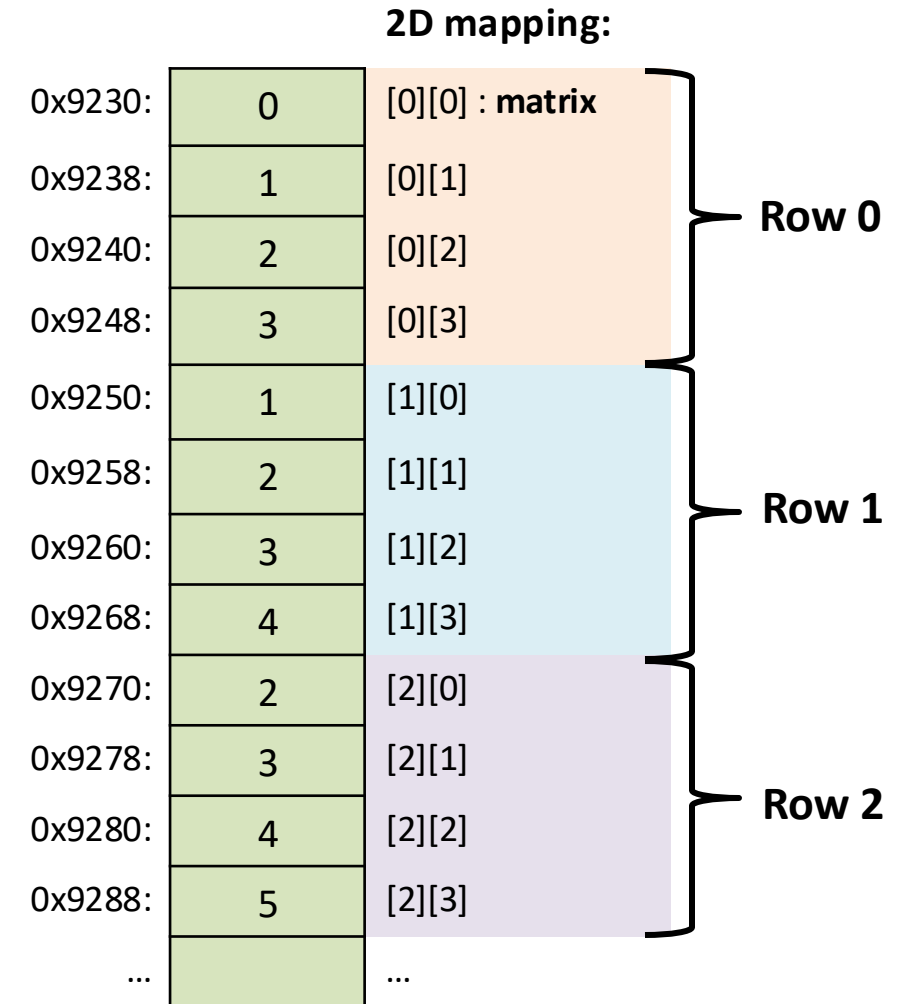 2D mapping:
0x9230: 0 [0][0] : matrix
0x9238: 1 [0][1]
Row 0
0x9240: 2 [0][2]
0x9248: 3 [0][3]
0x9250: 1 [1][0]
0x9258: 2 [1][1]
Row 1
0x9260: 3 [1][2]
0x9268: 4 [1][3]
0x9270: 2 [2][0]
0x9278: 3 [2][1]
Row 2
0x9280: 4 [2][2]
0x9288: 5 [2][3]
... ...